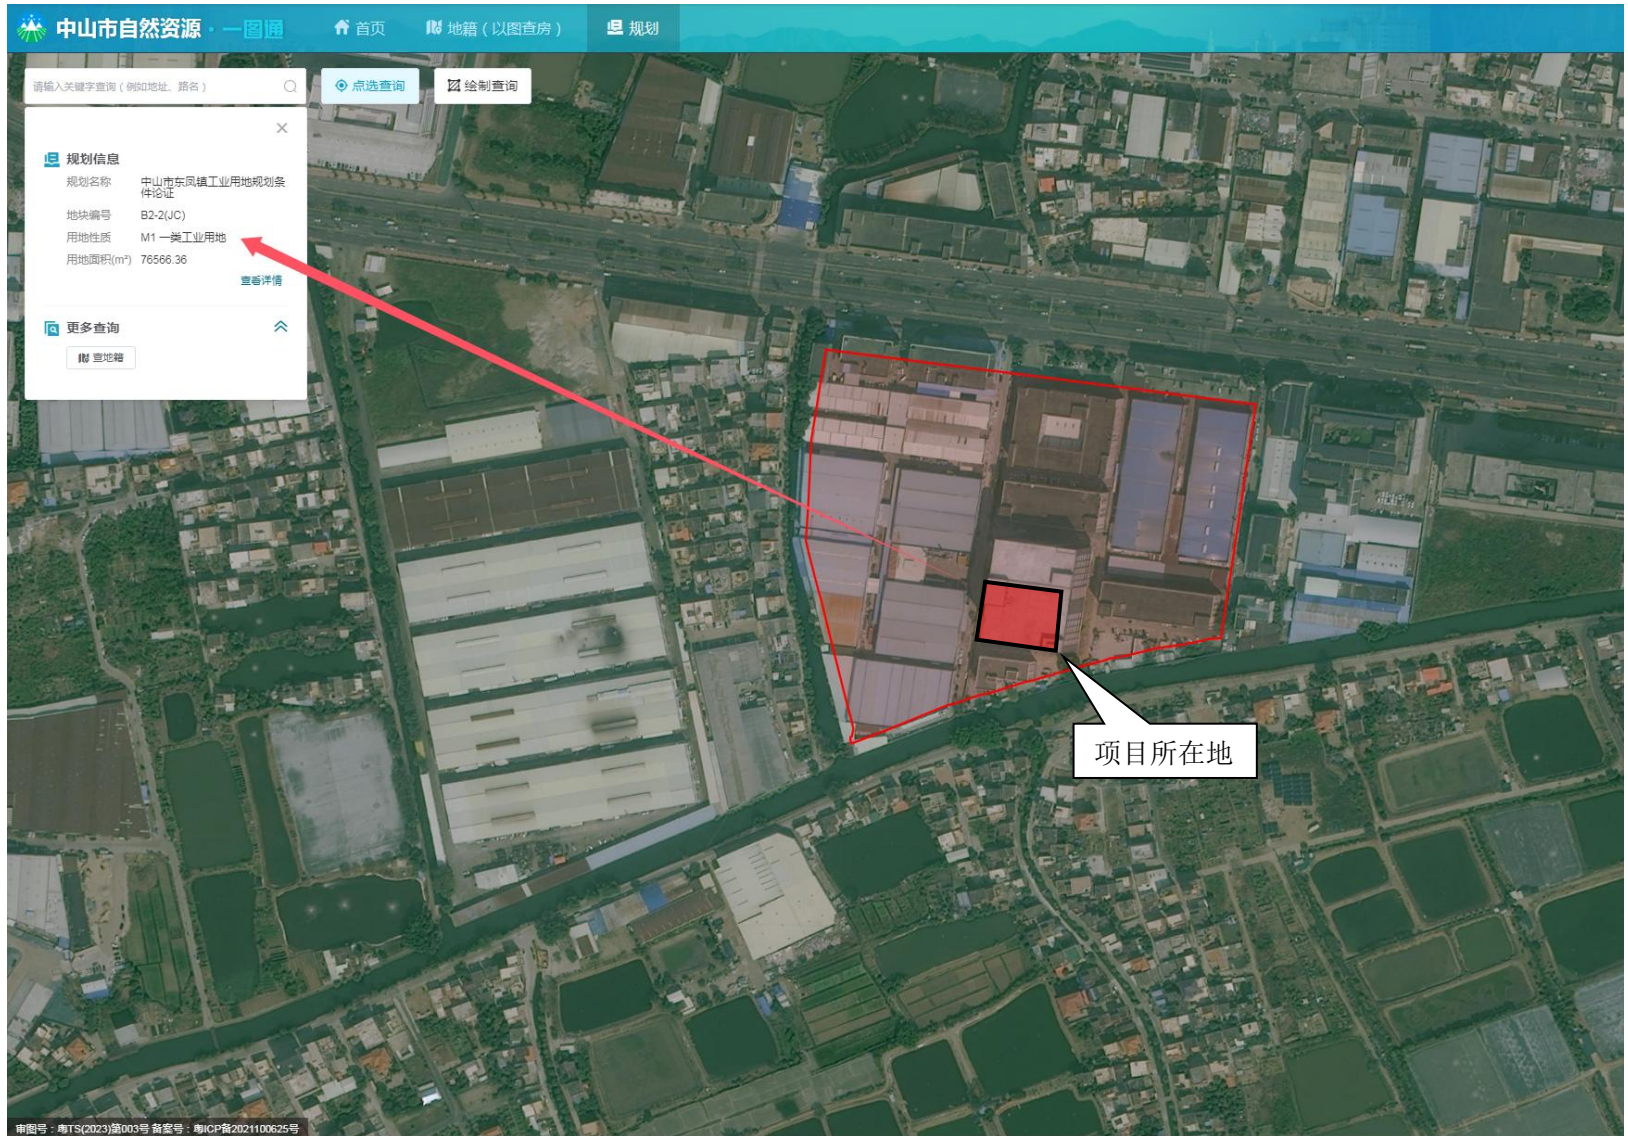 中山市自然资源·一图通
首页
地籍（以图查房）
规划
请输入关键字查询（例如地址、路名）
点选查询
绘制查询
规划信息
规划名称 中山市东凤镇工业用地规划条
件论证
地块编号 B2-2(JC)
用地性质 M1 一类工业用地
用地面积(m²) 76566.36
查看详情
更多查询
查地籍
项目所在地
审图号：粤TS(2023)第003号 备案号：粤ICP备2021100625号